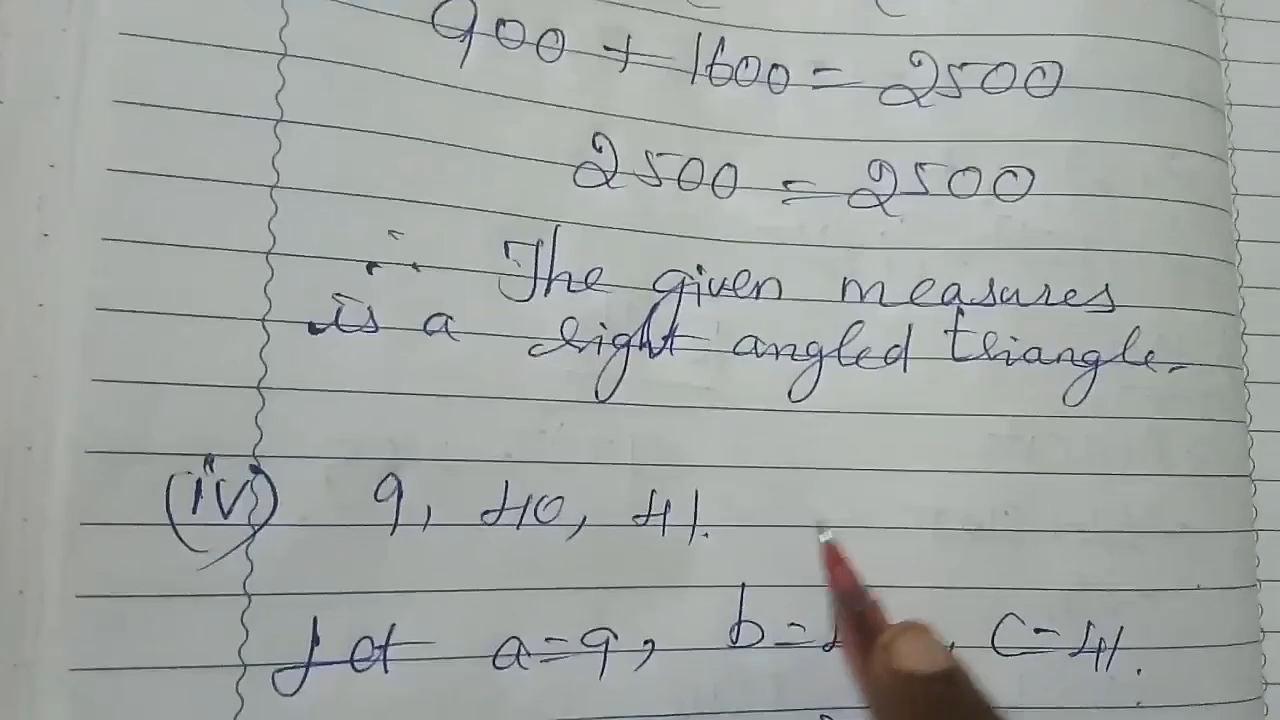 900 + 1600 = 2500
2500 = 2500
∴ The given measures
is a right angled triangle.
(iv) 9, 40, 41.
Let a=9, b= , c=41.